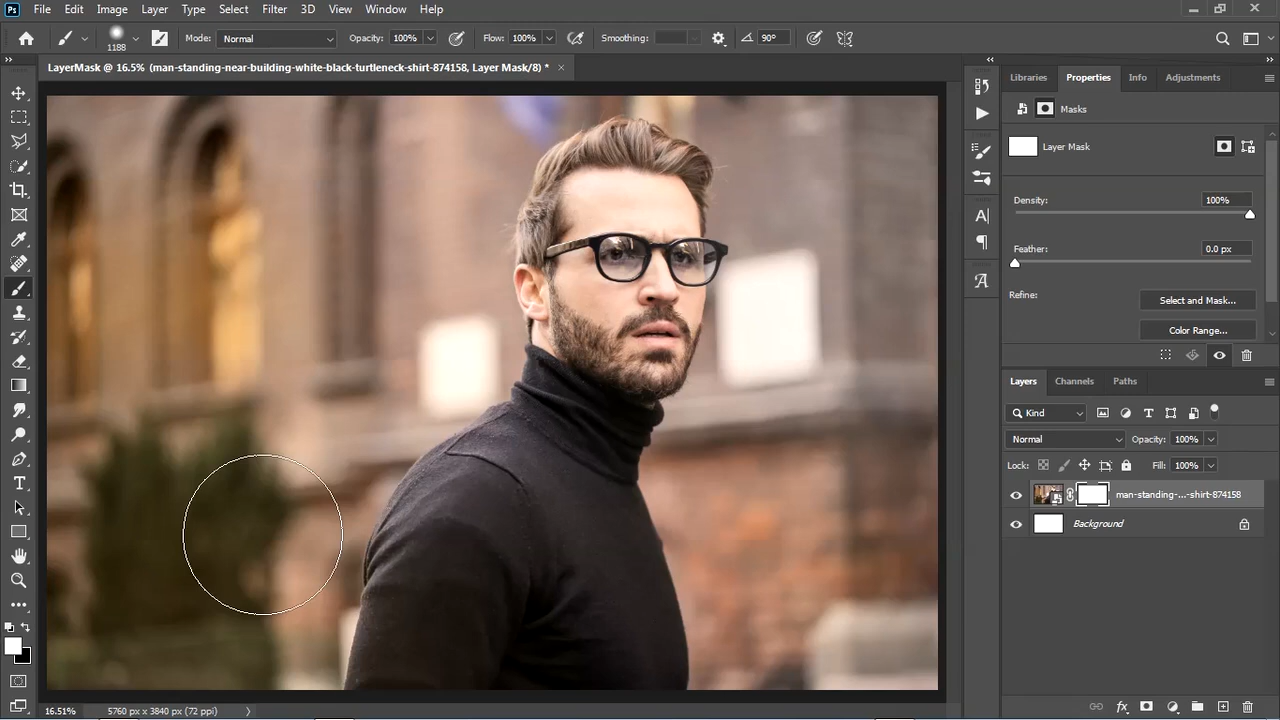 Ps File Edit Image Layer Type Select Filter 3D View Window Help
1188 Mode: Normal Opacity: 100% Flow: 100% Smoothing: 90°
LayerMask @ 16.5% (man-standing-near-building-white-black-turtleneck-shirt-874158, Layer Mask/8) *
Libraries Properties Info Adjustments
Masks
Layer Mask
Density: 100%
Feather: 0.0 px
Refine: Select and Mask...
Color Range...
Layers Channels Paths
Kind
Normal Opacity: 100%
Lock: Fill: 100%
man-standing-...-shirt-874158
Background
16.51% 5760 px x 3840 px (72 ppi)